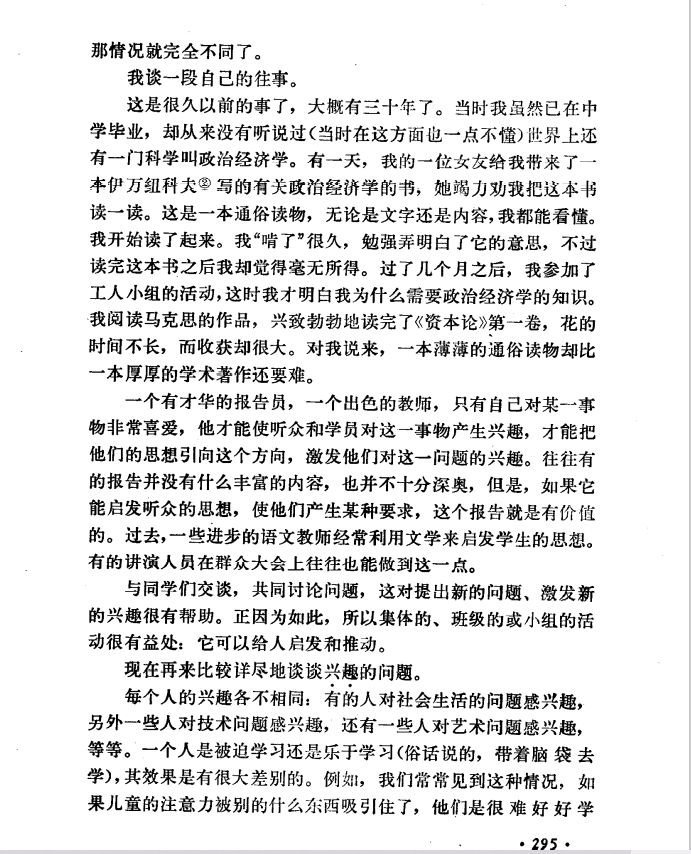 那情况就完全不同了。
我谈一段自己的往事。
这是很久以前的事了，大概有三十年了。当时我虽然已在中
学毕业，却从来没有听说过(当时在这方面也一点不懂)世界上还
有一门科学叫政治经济学。有一天，我的一位女友给我带来了一
本伊万纽科夫②写的有关政治经济学的书，她竭力劝我把这本书
读一读。这是一本通俗读物，无论是文字还是内容，我都能看懂。
我开始读了起来。我“啃了”很久，勉强弄明白了它的意思，不过
读完这本书之后我却觉得毫无所得。过了几个月之后，我参加了
工人小组的活动，这时我才明白我为什么需要政治经济学的知识。
我阅读马克思的作品，兴致勃勃地读完了《资本论》第一卷，花的
时间不长，而收获却很大。对我说来，一本薄薄的通俗读物却比
一本厚厚的学术著作还要难。
一个有才华的报告员，一个出色的教师，只有自己对某一事
物非常喜爱，他才能使听众和学员对这一事物产生兴趣，才能把
他们的思想引向这个方向，激发他们对这一问题的兴趣。往往有
的报告并没有什么丰富的内容，也并不十分深奥，但是，如果它
能启发听众的思想，使他们产生某种要求，这个报告就是有价值
的。过去，一些进步的语文教师经常利用文学来启发学生的思想。
有的讲演人员在群众大会上往往也能做到这一点。
与同学们交谈，共同讨论问题，这对提出新的问题、激发新
的兴趣很有帮助。正因为如此，所以集体的、班级的或小组的活
动很有益处：它可以给人启发和推动。
现在再来比较详尽地谈谈兴趣的问题。
每个人的兴趣各不相同：有的人对社会生活的问题感兴趣，
另外一些人对技术问题感兴趣，还有一些人对艺术问题感兴趣，
等等。一个人是被迫学习还是乐于学习(俗话说的，带着脑袋去
学)，其效果是有很大差别的。例如，我们常常见到这种情况，如
果儿童的注意力被别的什么东西吸引住了，他们是很难好好学
·295·